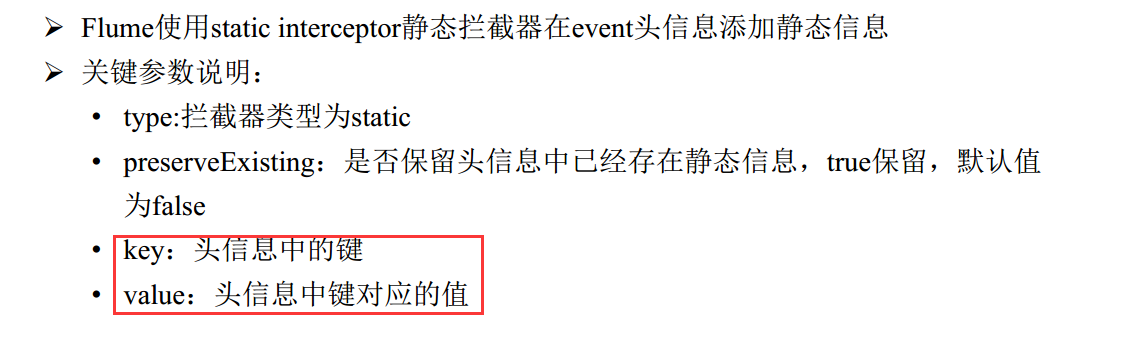 ➢ Flume使用static interceptor静态拦截器在event头信息添加静态信息
➢ 关键参数说明：
• type:拦截器类型为static
• preserveExisting：是否保留头信息中已经存在静态信息，true保留，默认值
为false
• key：头信息中的键
• value：头信息中键对应的值